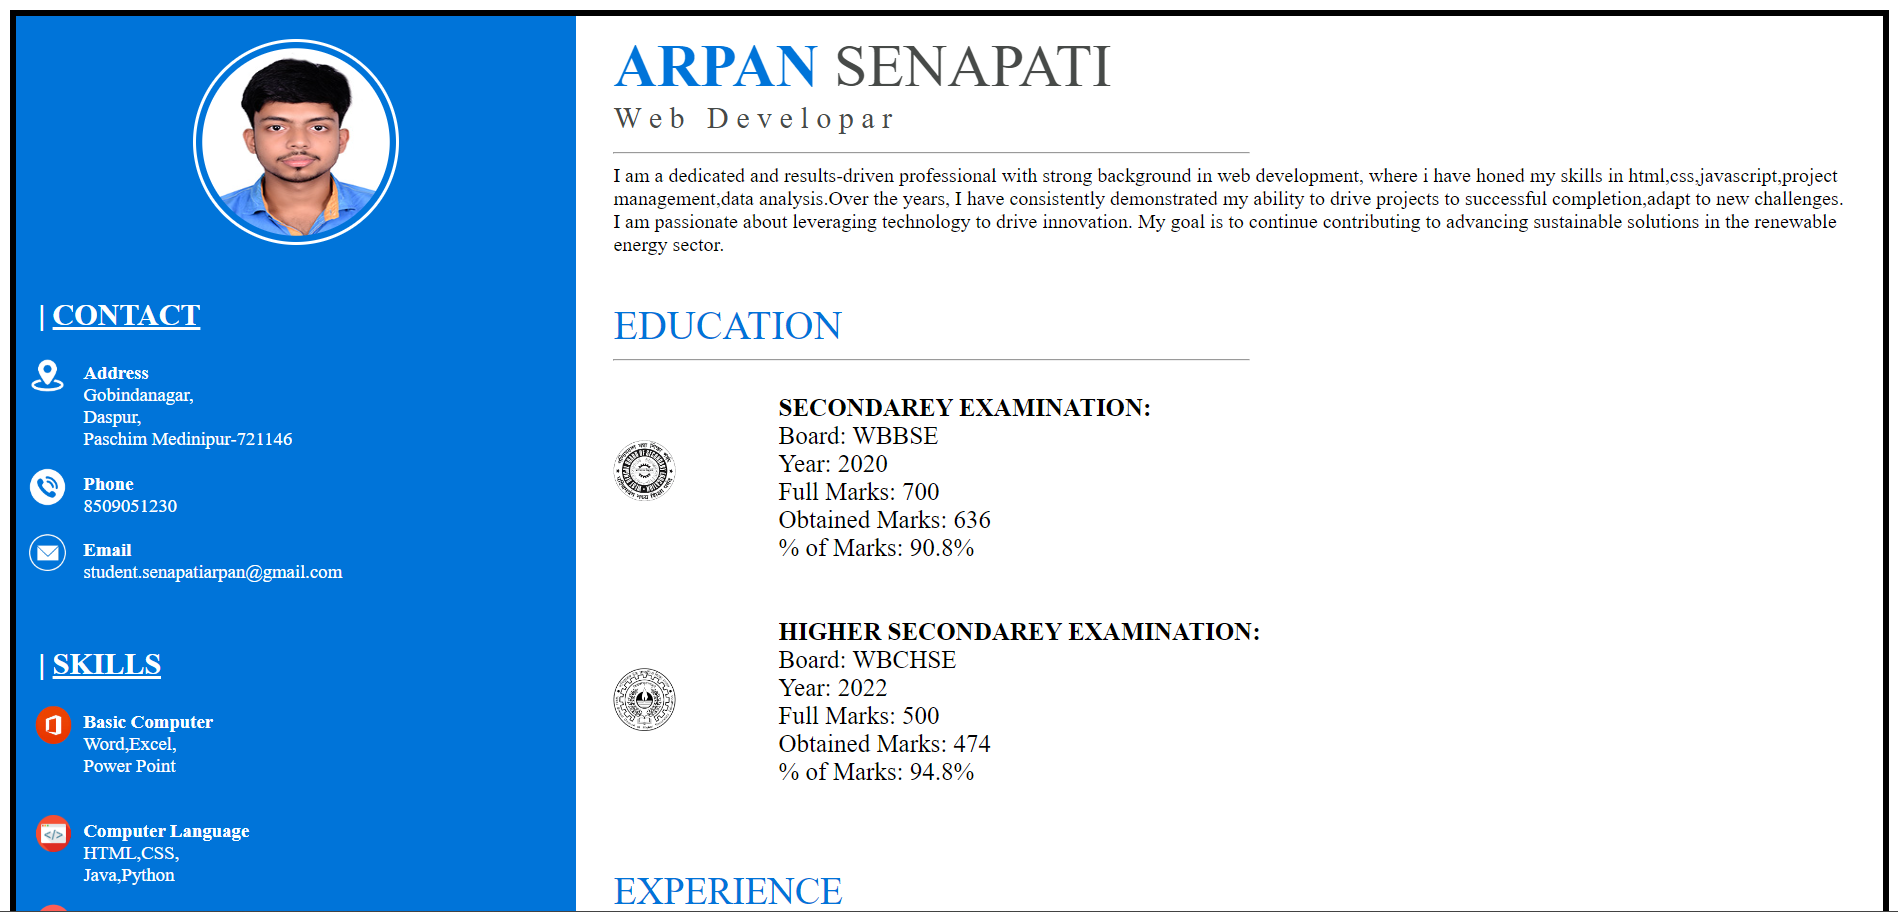 ARPAN SENAPATI
Web Developar
I am a dedicated and results-driven professional with strong background in web development, where i have honed my skills in html,css,javascript,project
management,data analysis.Over the years, I have consistently demonstrated my ability to drive projects to successful completion,adapt to new challenges.
I am passionate about leveraging technology to drive innovation. My goal is to continue contributing to advancing sustainable solutions in the renewable
energy sector.
| CONTACT
Address
Gobindanagar,
Daspur,
Paschim Medinipur-721146
Phone
8509051230
Email
student.senapatiarpan@gmail.com
| SKILLS
Basic Computer
Word,Excel,
Power Point
Computer Language
HTML,CSS,
Java,Python
EDUCATION
SECONDAREY EXAMINATION:
Board: WBBSE
Year: 2020
Full Marks: 700
Obtained Marks: 636
% of Marks: 90.8%
HIGHER SECONDAREY EXAMINATION:
Board: WBCHSE
Year: 2022
Full Marks: 500
Obtained Marks: 474
% of Marks: 94.8%
EXPERIENCE